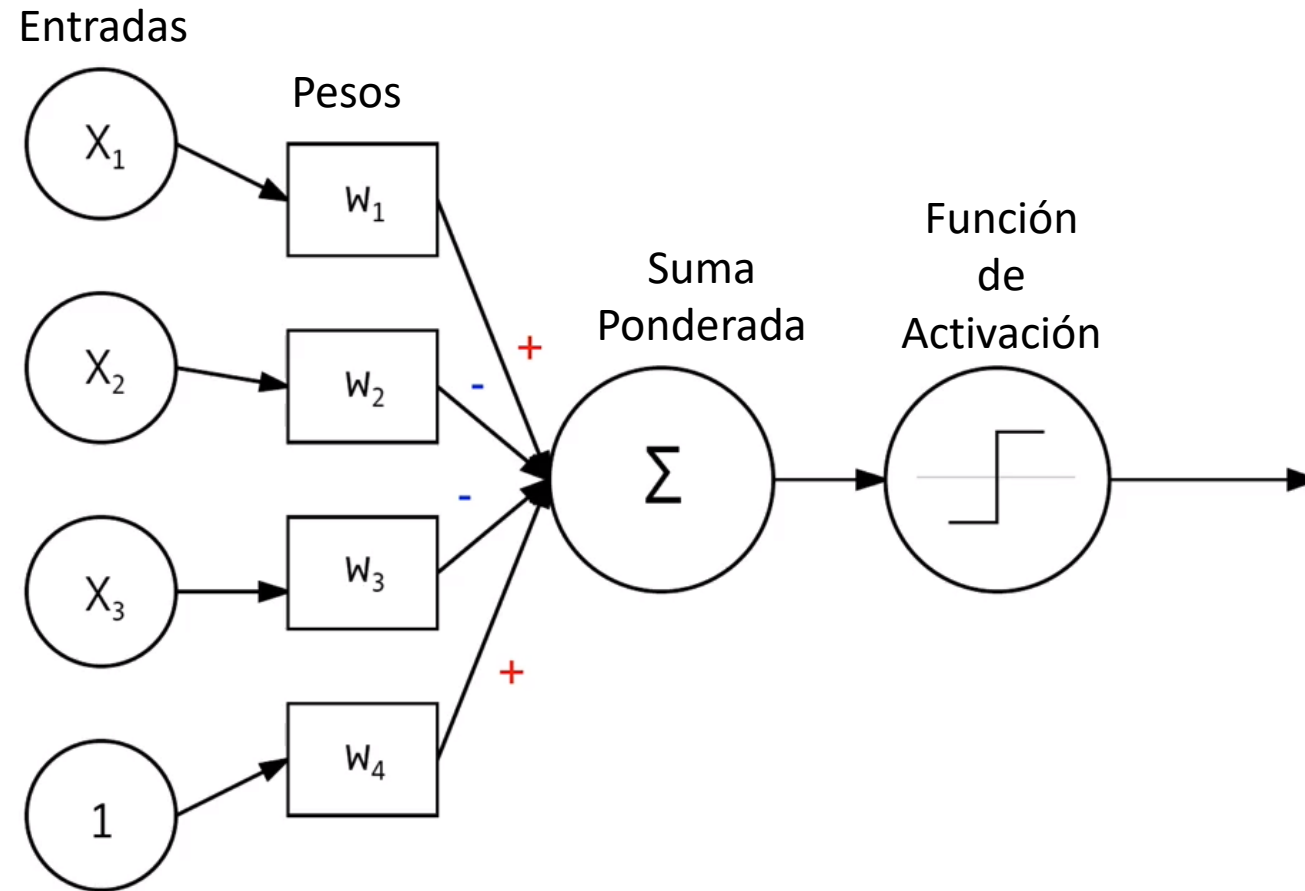 Entradas
Pesos
X₁
W₁
X₂
W₂
X₃
W₃
1
W₄
+
-
-
+
Suma
Ponderada
Σ
Función
de
Activación